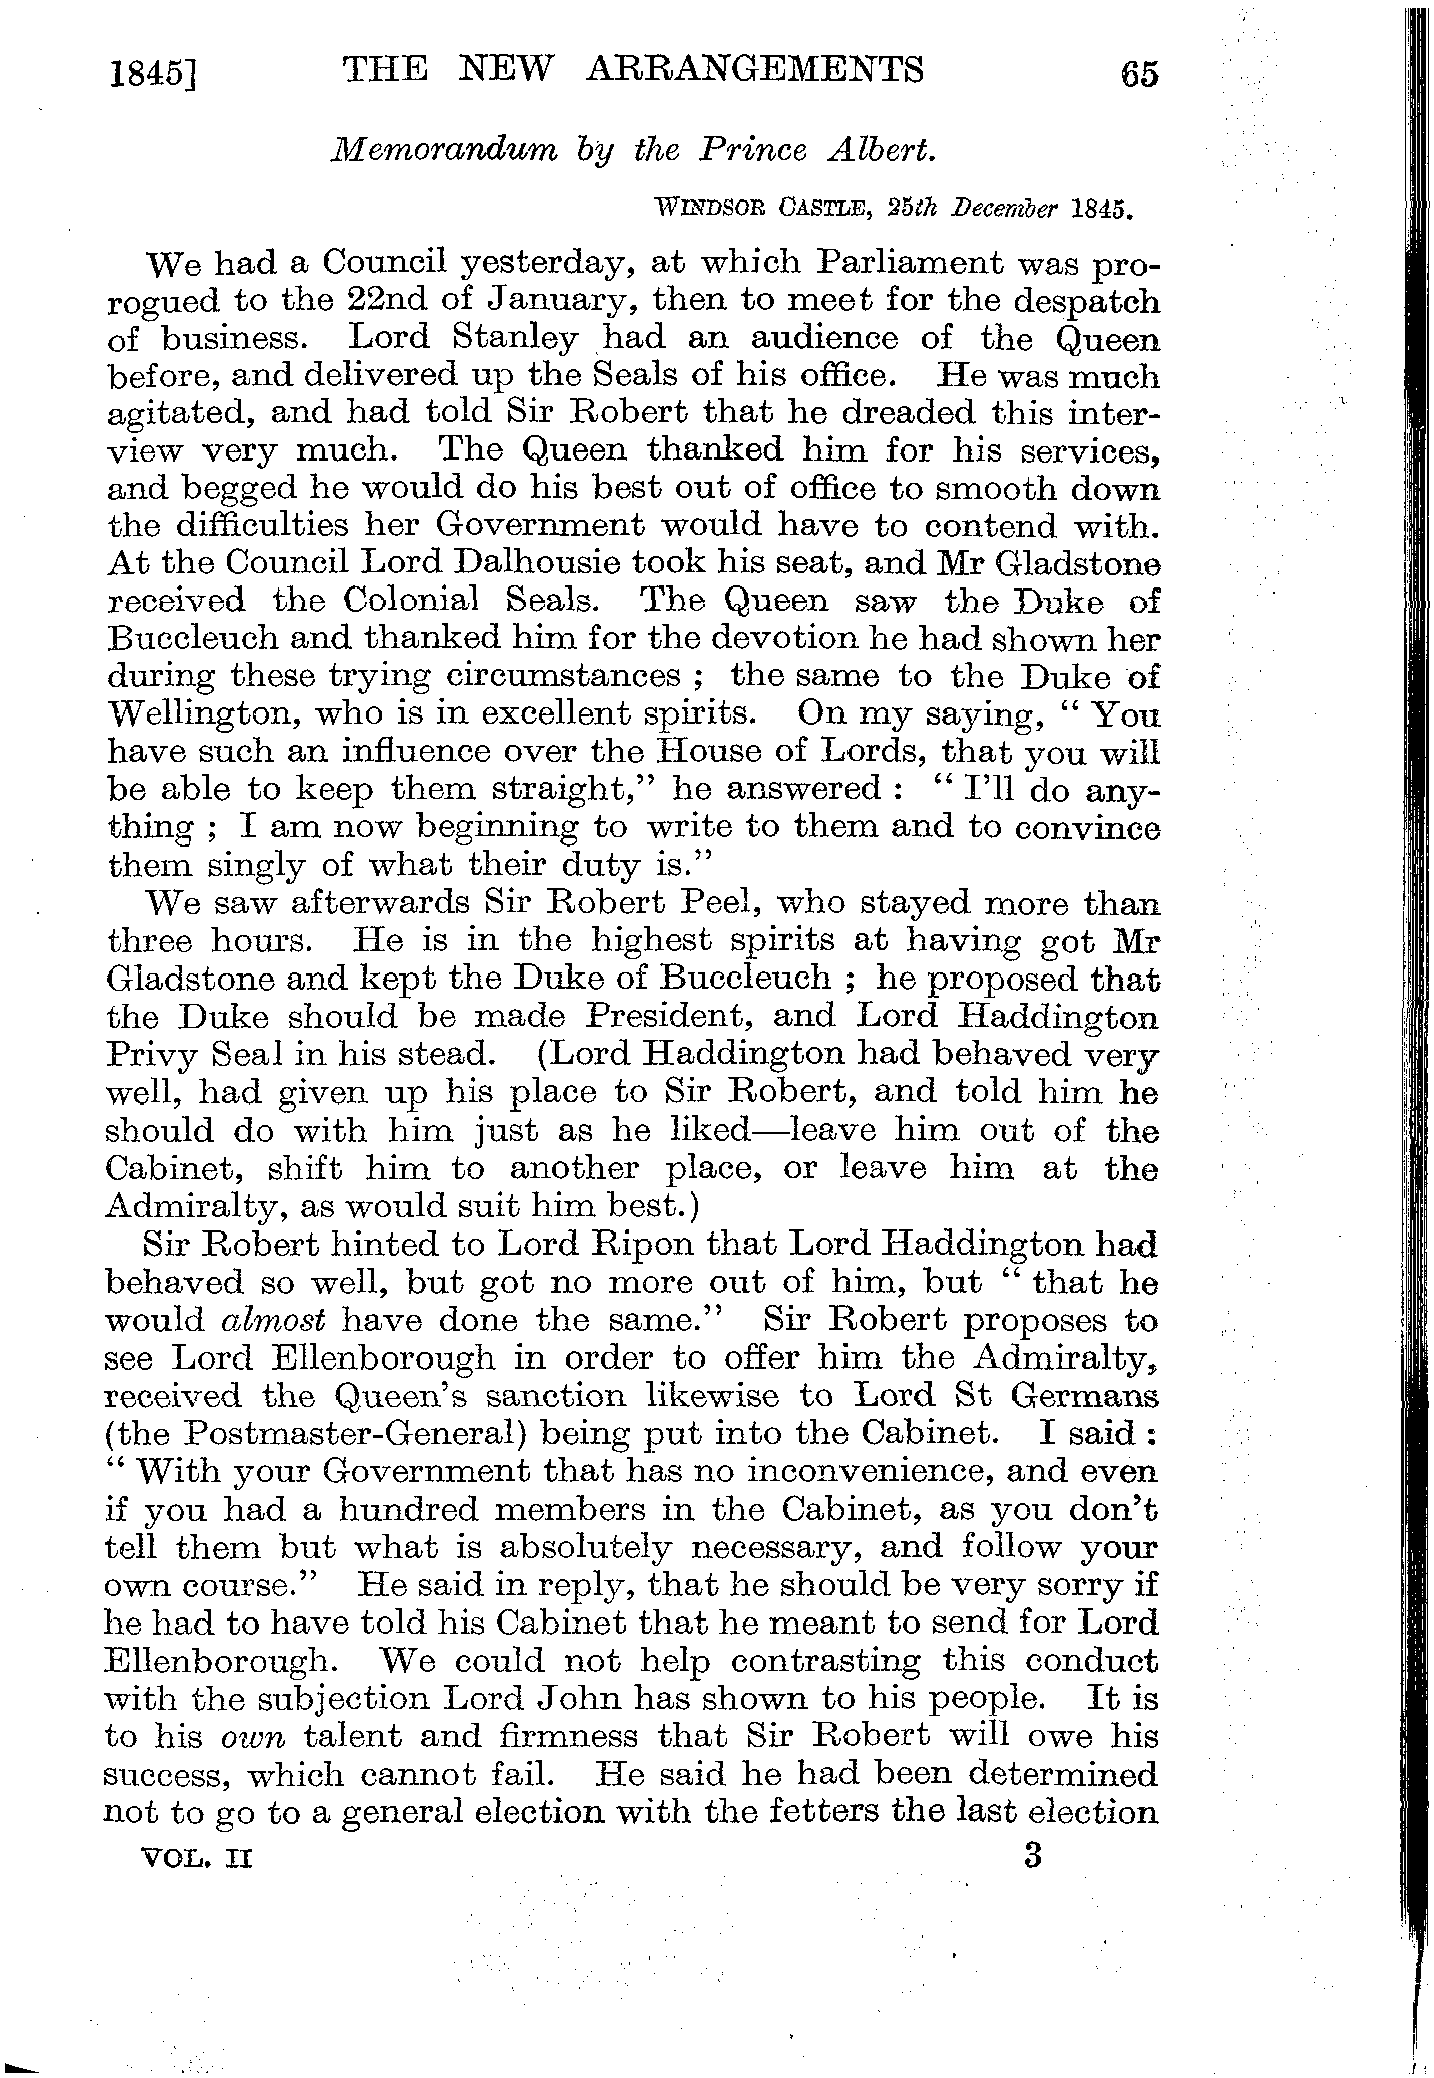 1845] THE NEW ARRANGEMENTS 65
Memorandum by the Prince Albert.
WINDSOR CASTLE, 25th December 1845.
We had a Council yesterday, at which Parliament was pro-
rogued to the 22nd of January, then to meet for the despatch
of business. Lord Stanley had an audience of the Queen
before, and delivered up the Seals of his office. He was much
agitated, and had told Sir Robert that he dreaded this inter-
view very much. The Queen thanked him for his services,
and begged he would do his best out of office to smooth down
the difficulties her Government would have to contend with.
At the Council Lord Dalhousie took his seat, and Mr Gladstone
received the Colonial Seals. The Queen saw the Duke of
Buccleuch and thanked him for the devotion he had shown her
during these trying circumstances ; the same to the Duke of
Wellington, who is in excellent spirits. On my saying, " You
have such an influence over the House of Lords, that you will
be able to keep them straight," he answered : " I'll do any-
thing ; I am now beginning to write to them and to convince
them singly of what their duty is."
We saw afterwards Sir Robert Peel, who stayed more than
three hours. He is in the highest spirits at having got Mr
Gladstone and kept the Duke of Buccleuch ; he proposed that
the Duke should be made President, and Lord Haddington
Privy Seal in his stead. (Lord Haddington had behaved very
well, had given up his place to Sir Robert, and told him he
should do with him just as he liked—leave him out of the
Cabinet, shift him to another place, or leave him at the
Admiralty, as would suit him best.)
Sir Robert hinted to Lord Ripon that Lord Haddington had
behaved so well, but got no more out of him, but " that he
would almost have done the same." Sir Robert proposes to
see Lord Ellenborough in order to offer him the Admiralty,
received the Queen's sanction likewise to Lord St Germans
(the Postmaster-General) being put into the Cabinet. I said :
" With your Government that has no inconvenience, and even
if you had a hundred members in the Cabinet, as you don't
tell them but what is absolutely necessary, and follow your
own course." He said in reply, that he should be very sorry if
he had to have told his Cabinet that he meant to send for Lord
Ellenborough. We could not help contrasting this conduct
with the subjection Lord John has shown to his people. It is
to his own talent and firmness that Sir Robert will owe his
success, which cannot fail. He said he had been determined
not to go to a general election with the fetters the last election
VOL. II 3